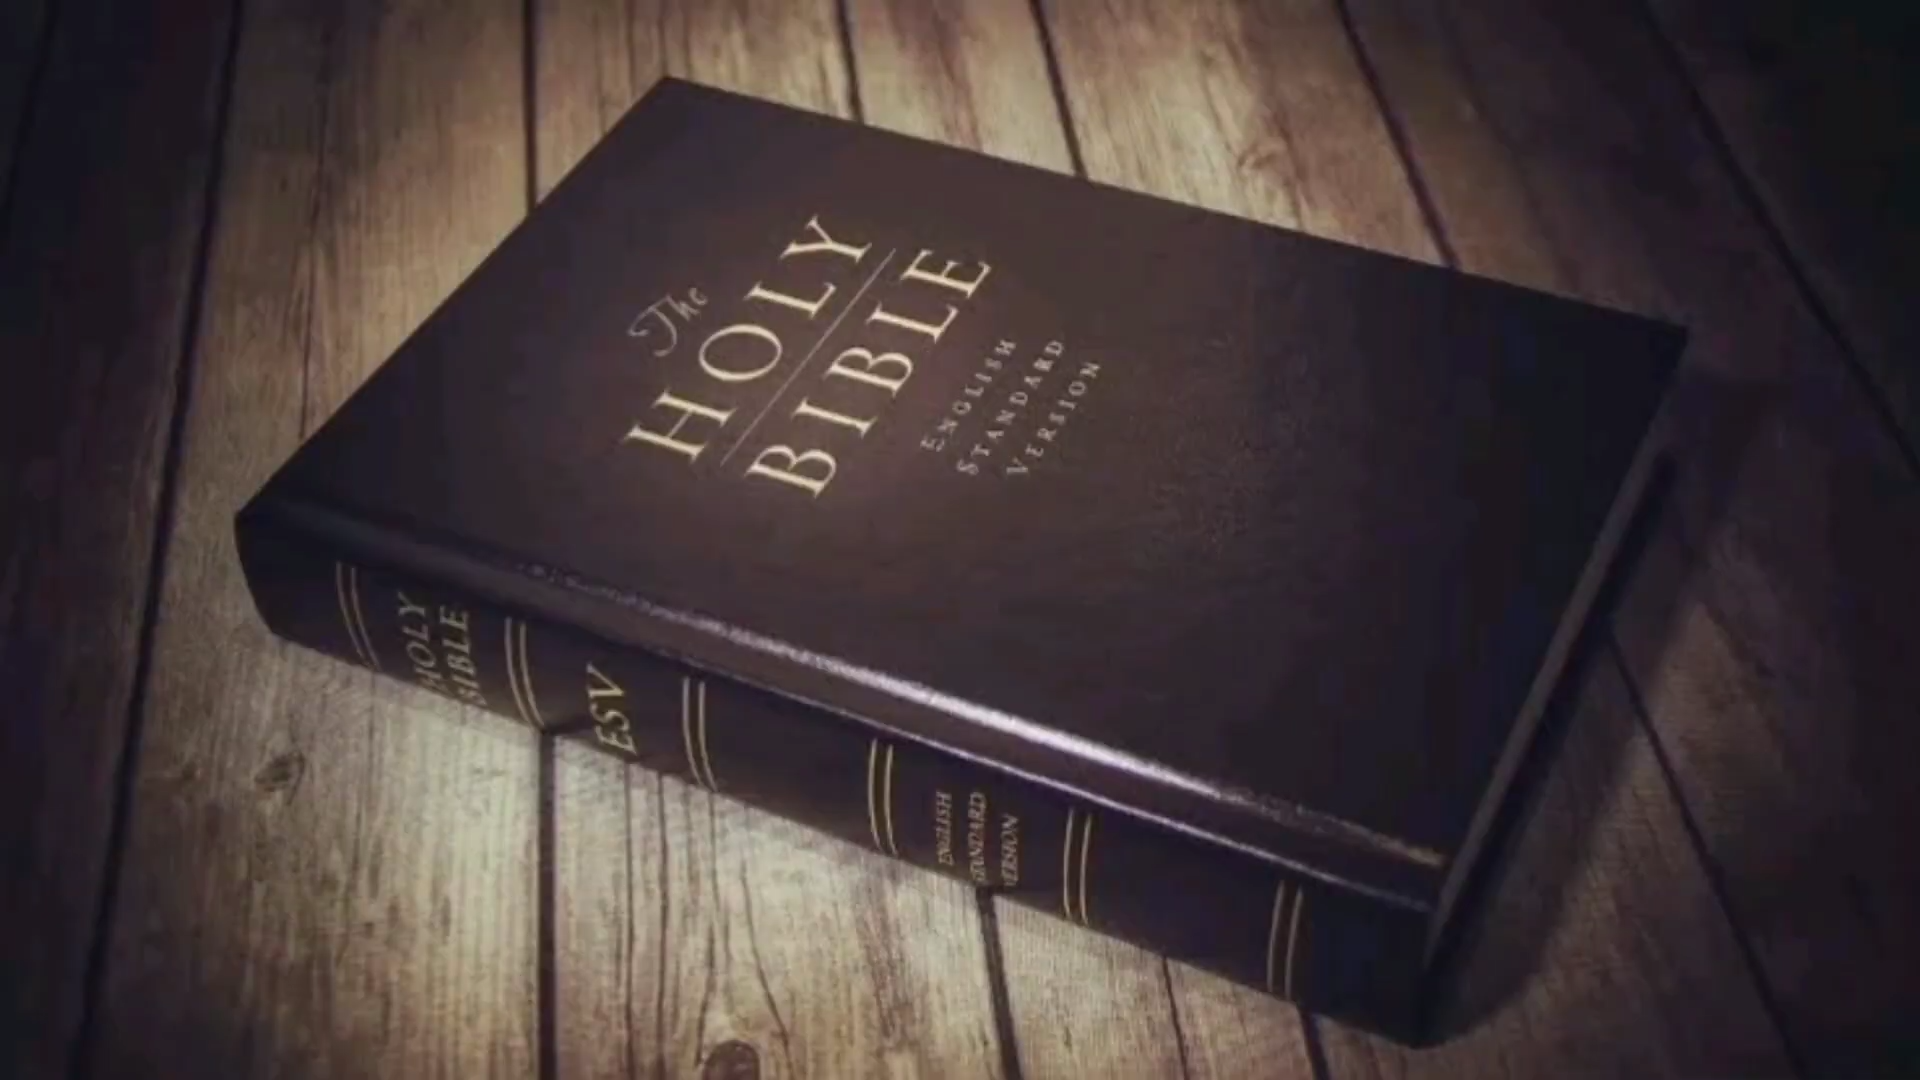 The
HOLY
BIBLE
ENGLISH
STANDARD
VERSION
HOLY
BIBLE
ESV
ENGLISH
STANDARD
VERSION